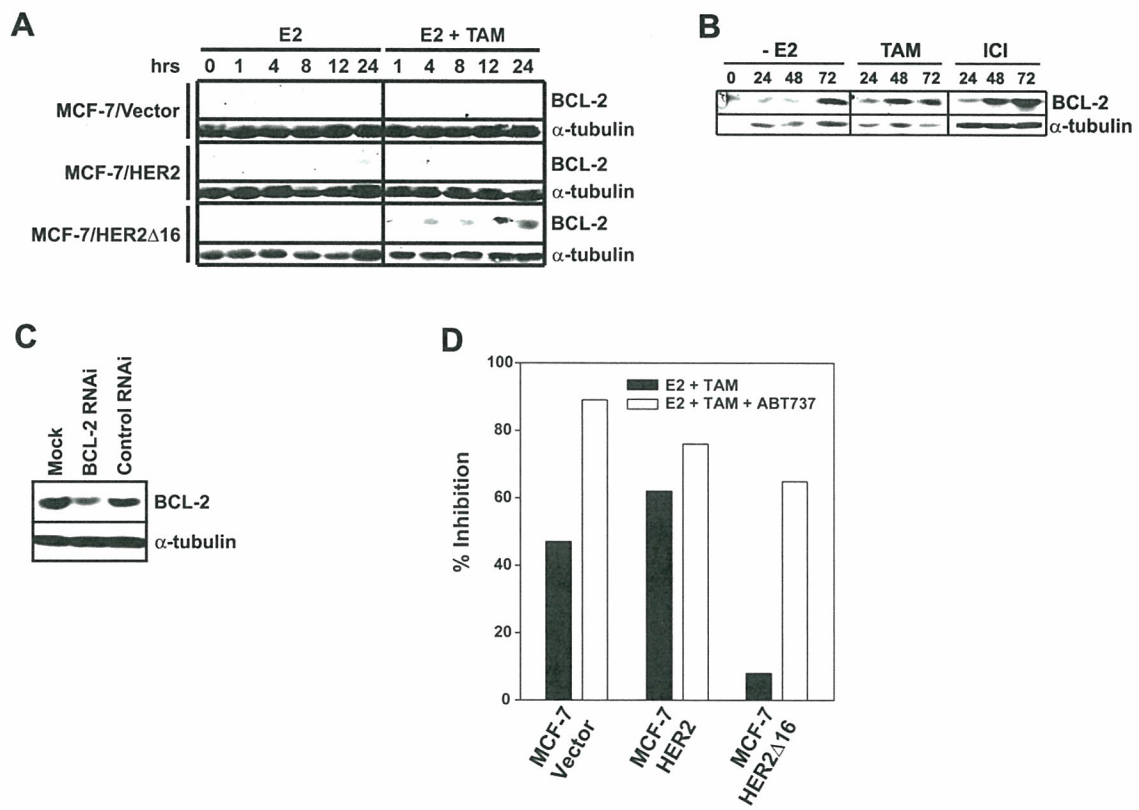 A
E2
E2 + TAM
hrs 0 1 4 8 12 24 1 4 8 12 24
MCF-7/Vector
BCL-2
α-tubulin
MCF-7/HER2
BCL-2
α-tubulin
MCF-7/HER2Δ16
BCL-2
α-tubulin
B
- E2 TAM ICI
0 24 48 72 24 48 72 24 48 72
BCL-2
α-tubulin
C
Mock
BCL-2 RNAi
Control RNAi
BCL-2
α-tubulin
D
E2 + TAM
E2 + TAM + ABT737
% Inhibition
100
80
60
40
20
0
MCF-7
Vector
MCF-7
HER2
MCF-7
HER2Δ16